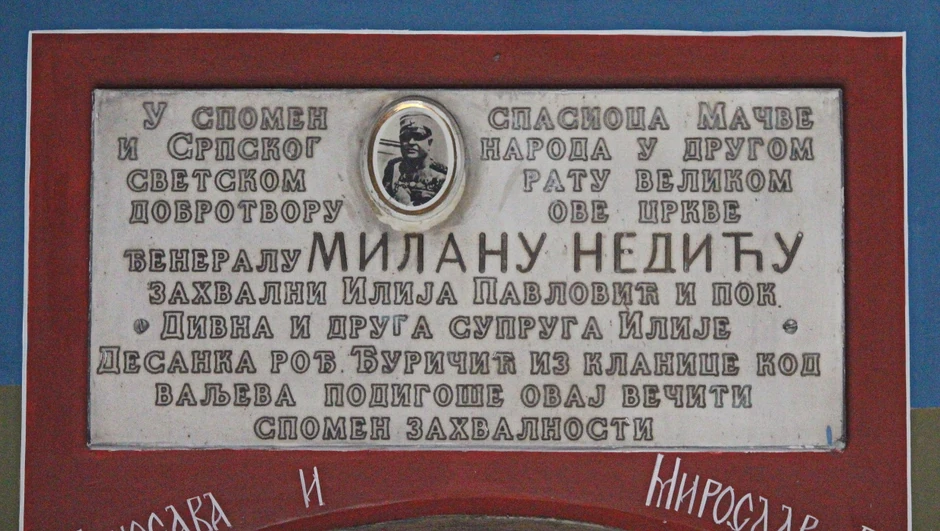 У СПОМЕН СПАСИОЦА МАЧВЕ
И СРПСКОГ НАРОДА У ДРУГОМ
СВЕТСКОМ РАТУ ВЕЛИКОМ
ДОБРОТВОРУ ОВЕ ЦРКВЕ
ЂЕНЕРАЛУ МИЛАНУ НЕДИЋУ
ЗАХВАЛНИ ИЛИЈА ПАВЛОВИЋ И ПОК.
ДИВНА И ДРУГА СУПРУГА ИЛИЈЕ
ДЕСАНКА РОЂ. ЂУРИЧИЋ ИЗ КЛАНИЦЕ КОД
ВАЉЕВА ПОДИГОШЕ ОВАЈ ВЕЧИТИ
СПОМЕН ЗАХВАЛНОСТИ
И